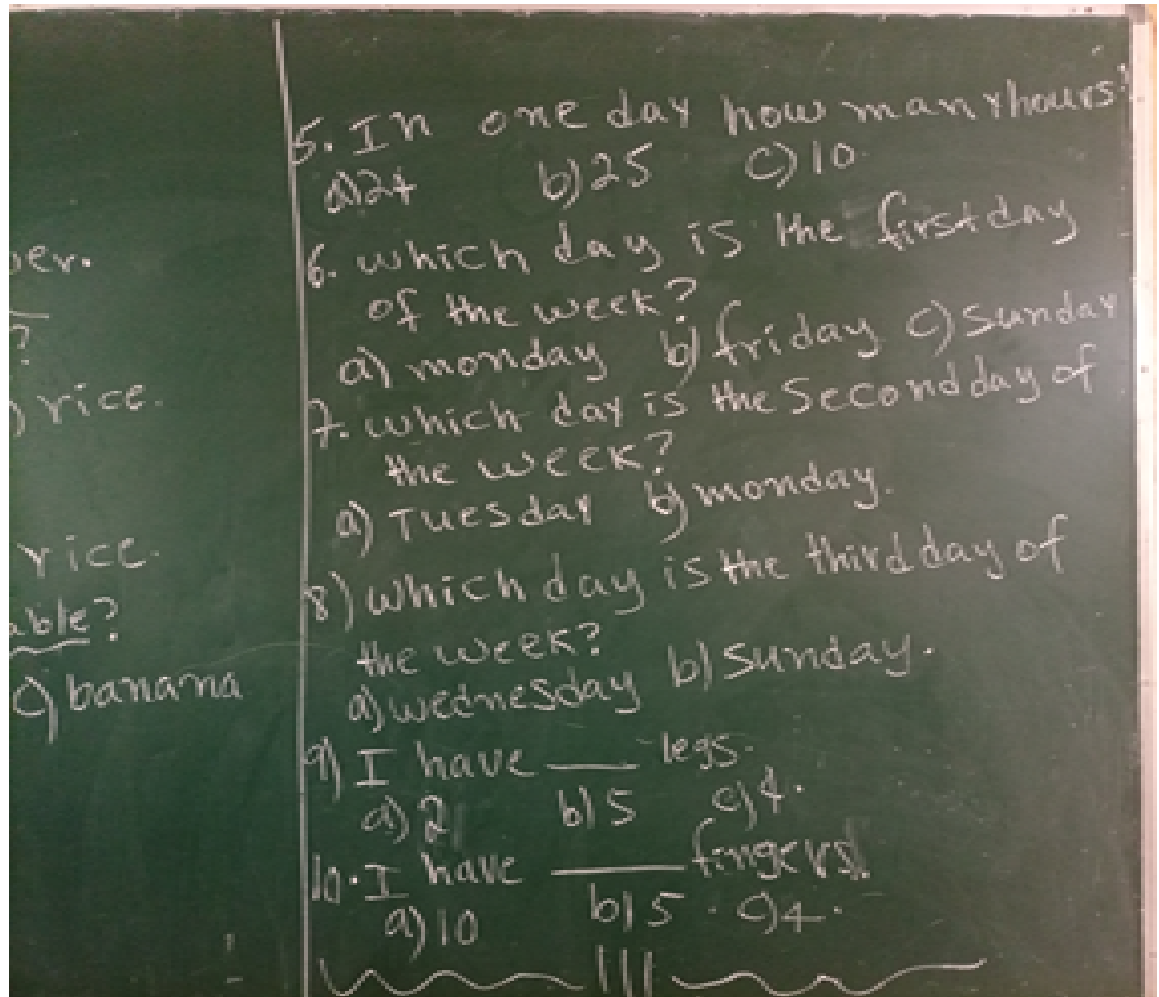 ver.
?
) rice.
rice.
able?
c) banana
5. In one day how many hours?
a) 24 b) 25 c) 10.
6. which day is the first day
of the week?
a) monday b) friday c) Sunday
7. which day is the Second day of
the week?
a) Tuesday b) monday.
8) which day is the third day of
the week?
a) wednesday b) Sunday.
9) I have ___ legs.
a) 2 b) 5 c) 4.
10. I have ___ fingers.
a) 10 b) 5 . c) 4.